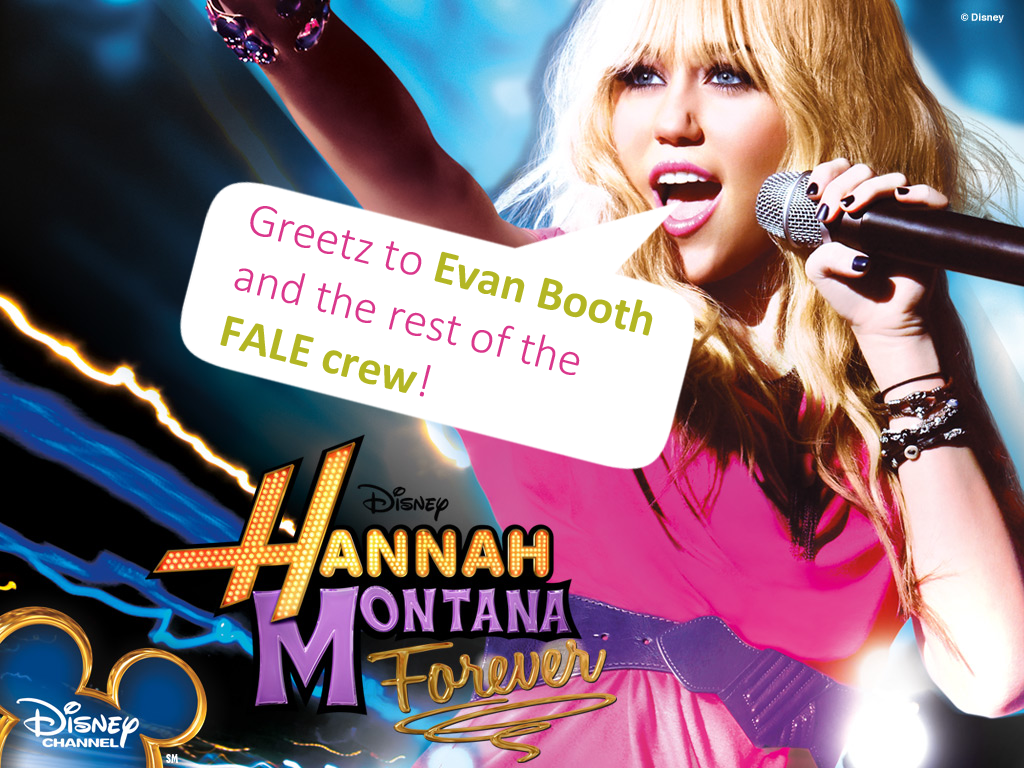 © Disney
Greetz to Evan Booth
and the rest of the
FALE crew!
Disney
HANNAH
MONTANA
Forever
Disney
CHANNEL
SM